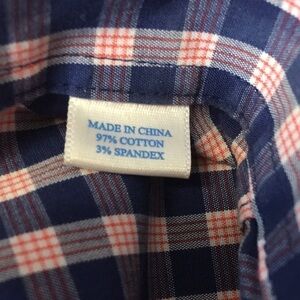 MADE IN CHINA
97% COTTON
3% SPANDEX